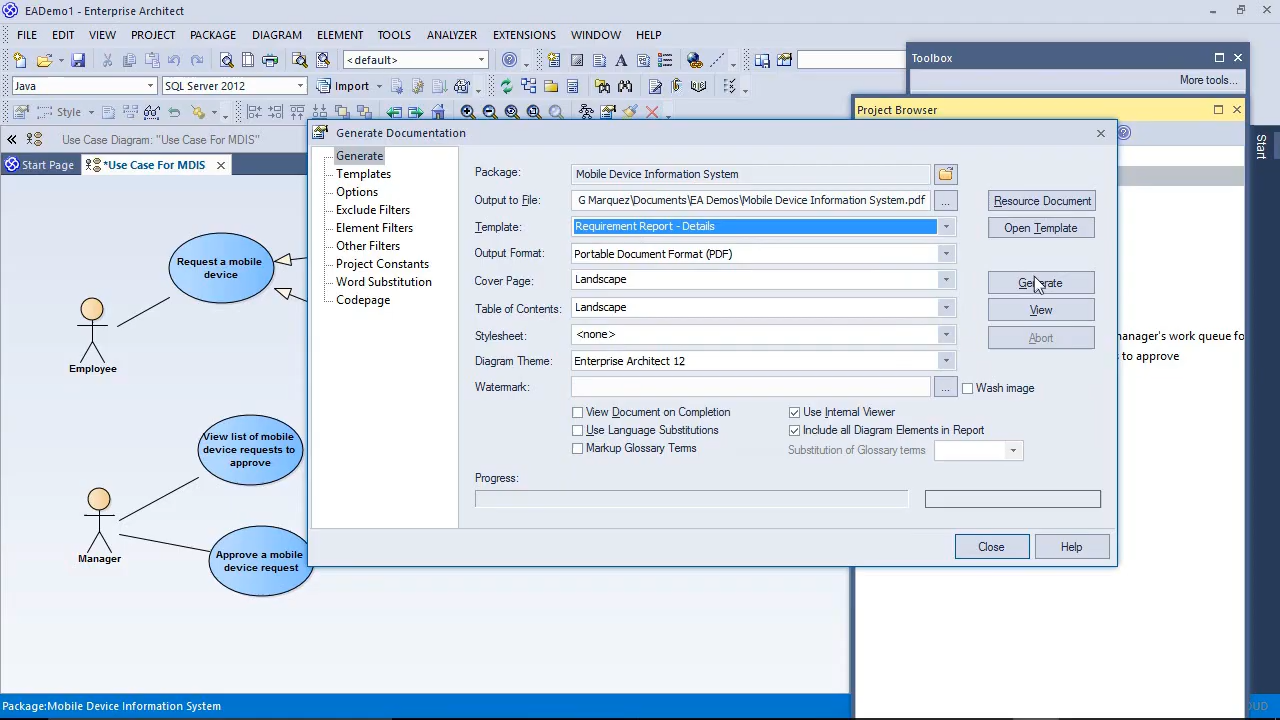 EADemo1 - Enterprise Architect
FILE EDIT VIEW PROJECT PACKAGE DIAGRAM ELEMENT TOOLS ANALYZER EXTENSIONS WINDOW HELP
<default>
Toolbox
Java SQL Server 2012 Import
More tools...
Style
Project Browser
Use Case Diagram: "Use Case For MDIS"
Start Page *Use Case For MDIS
Start
Request a mobile
device
Employee
View list of mobile
device requests to
approve
Manager
Approve a mobile
device request
Generate Documentation
Generate
Templates
Options
Exclude Filters
Element Filters
Other Filters
Project Constants
Word Substitution
Codepage
Package: Mobile Device Information System
Output to File: G Marquez\Documents\EA Demos\Mobile Device Information System.pdf ... Resource Document
Template: Requirement Report - Details Open Template
Output Format: Portable Document Format (PDF)
Cover Page: Landscape Generate
Table of Contents: Landscape View
Stylesheet: <none> Abort
Diagram Theme: Enterprise Architect 12
Watermark: ... Wash image
View Document on Completion Use Internal Viewer
Use Language Substitutions Include all Diagram Elements in Report
Markup Glossary Terms Substitution of Glossary terms
Progress:
Close Help
anager's work queue fo
s to approve
Package:Mobile Device Information System